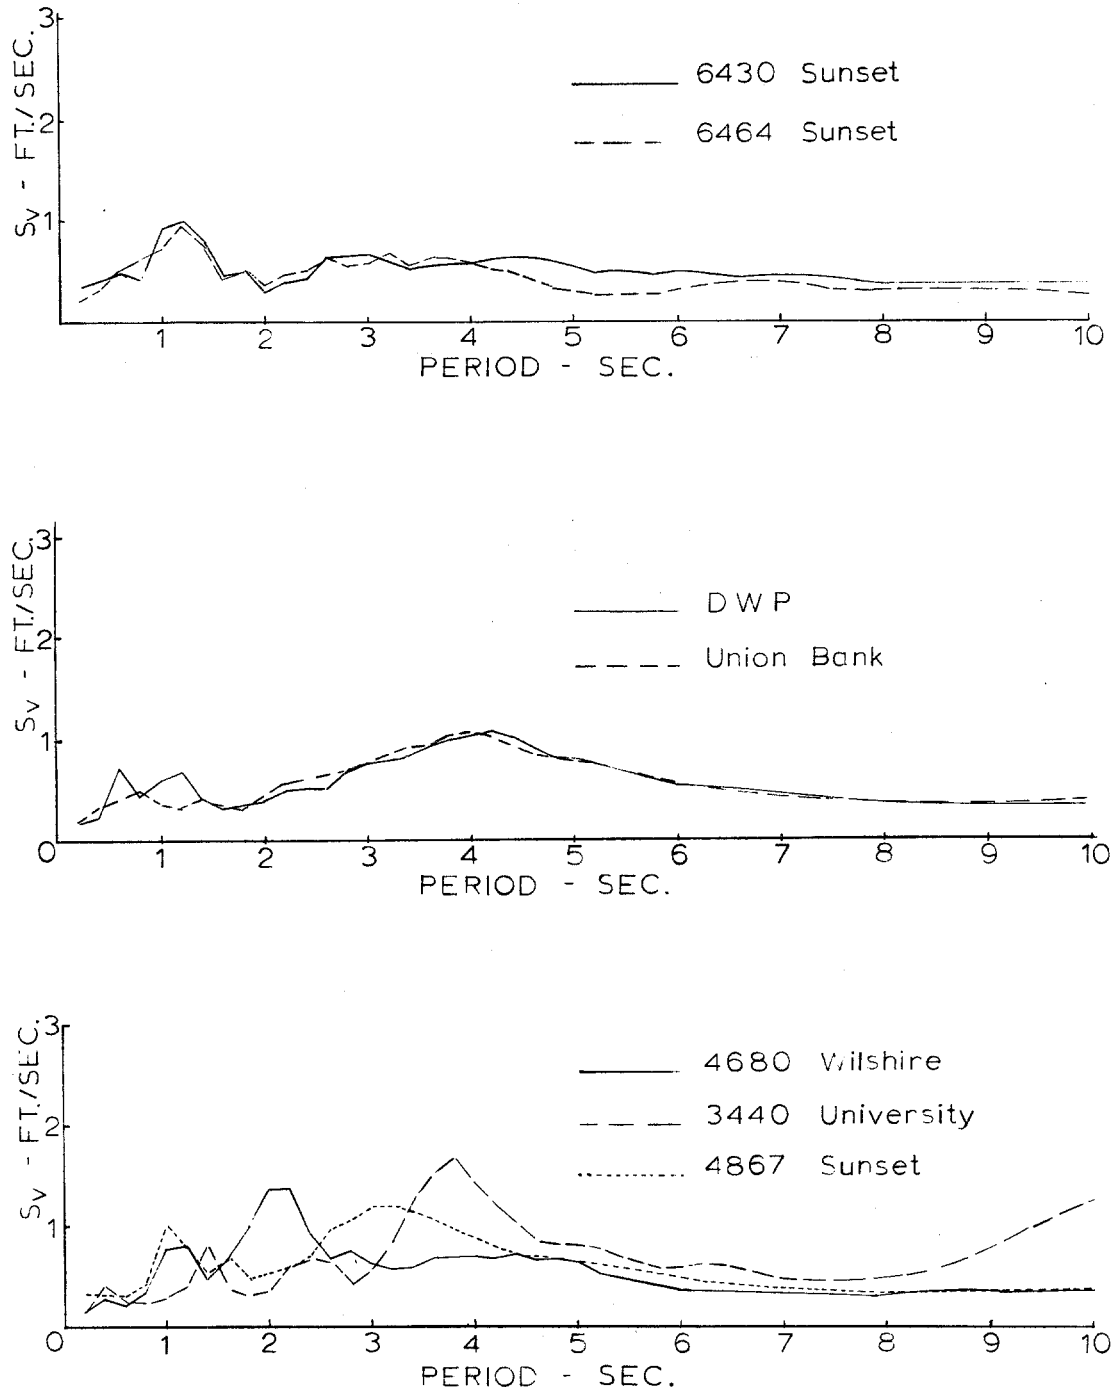 3
2
1
Sv - FT./SEC.
6430 Sunset
6464 Sunset
1 2 3 4 5 6 7 8 9 10
PERIOD - SEC.
3
2
1
Sv - FT./SEC.
DWP
Union Bank
0 1 2 3 4 5 6 7 8 9 10
PERIOD - SEC.
3
2
1
Sv - FT./SEC.
4680 Wilshire
3440 University
4867 Sunset
0 1 2 3 4 5 6 7 8 9 10
PERIOD - SEC.